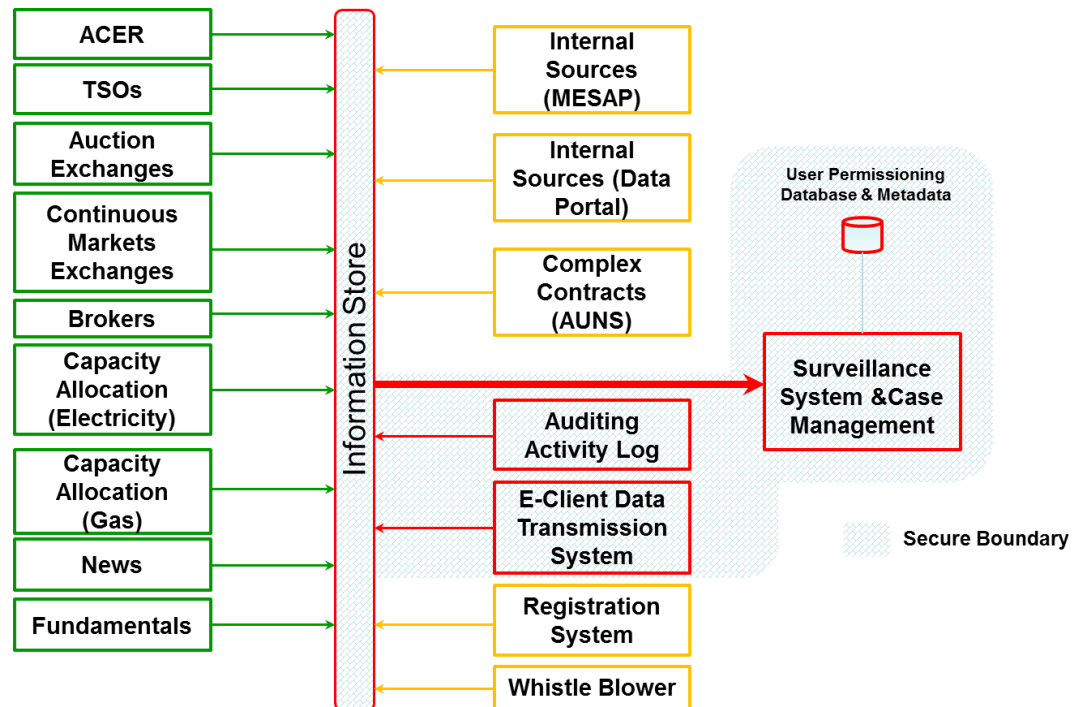 ACER
TSOs
Auction
Exchanges
Continuous
Markets
Exchanges
Brokers
Capacity
Allocation
(Electricity)
Capacity
Allocation
(Gas)
News
Fundamentals
Information Store
Internal
Sources
(MESAP)
Internal
Sources (Data
Portal)
Complex
Contracts
(AUNS)
Auditing
Activity Log
E-Client Data
Transmission
System
Registration
System
Whistle Blower
User Permissioning
Database & Metadata
Surveillance
System &Case
Management
Secure Boundary